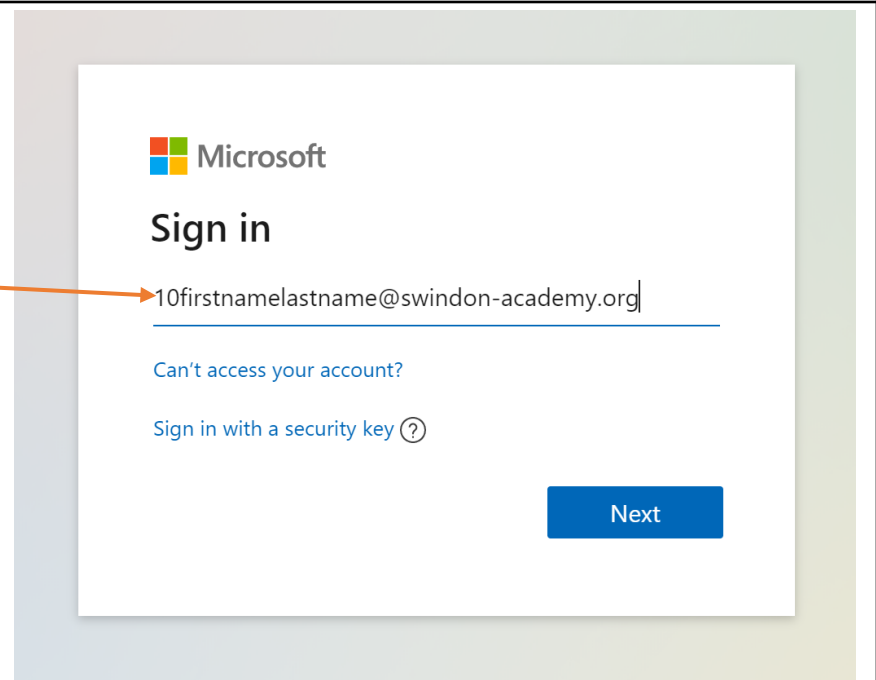 Microsoft
Sign in
10firstnamelastname@swindon-academy.org
Can't access your account?
Sign in with a security key
Next